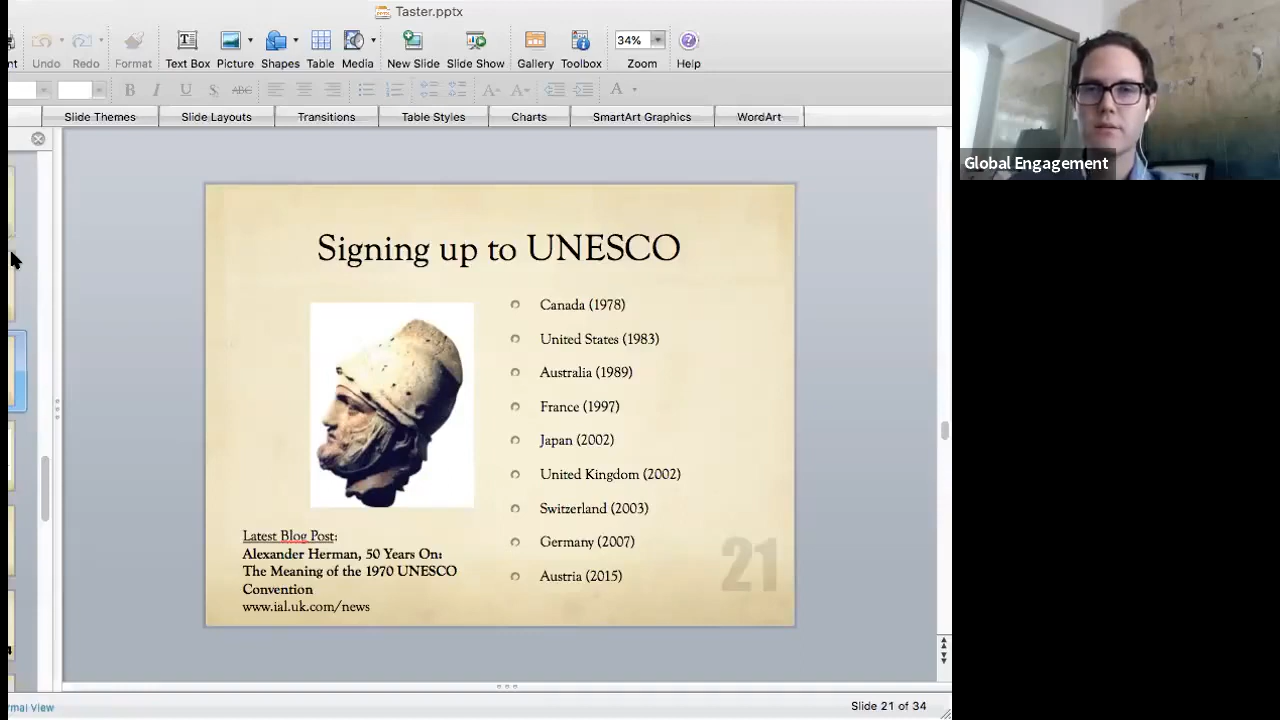 Taster.pptx
34%
Undo Redo Format Text Box Picture Shapes Table Media New Slide Slide Show Gallery Toolbox Zoom Help
B I U S ABC A A A
Slide Themes Slide Layouts Transitions Table Styles Charts SmartArt Graphics WordArt
Global Engagement
Signing up to UNESCO
Canada (1978)
United States (1983)
Australia (1989)
France (1997)
Japan (2002)
United Kingdom (2002)
Switzerland (2003)
Germany (2007)
Austria (2015)
Latest Blog Post:
Alexander Herman, 50 Years On:
The Meaning of the 1970 UNESCO
Convention
www.ial.uk.com/news
21
rmal View
Slide 21 of 34